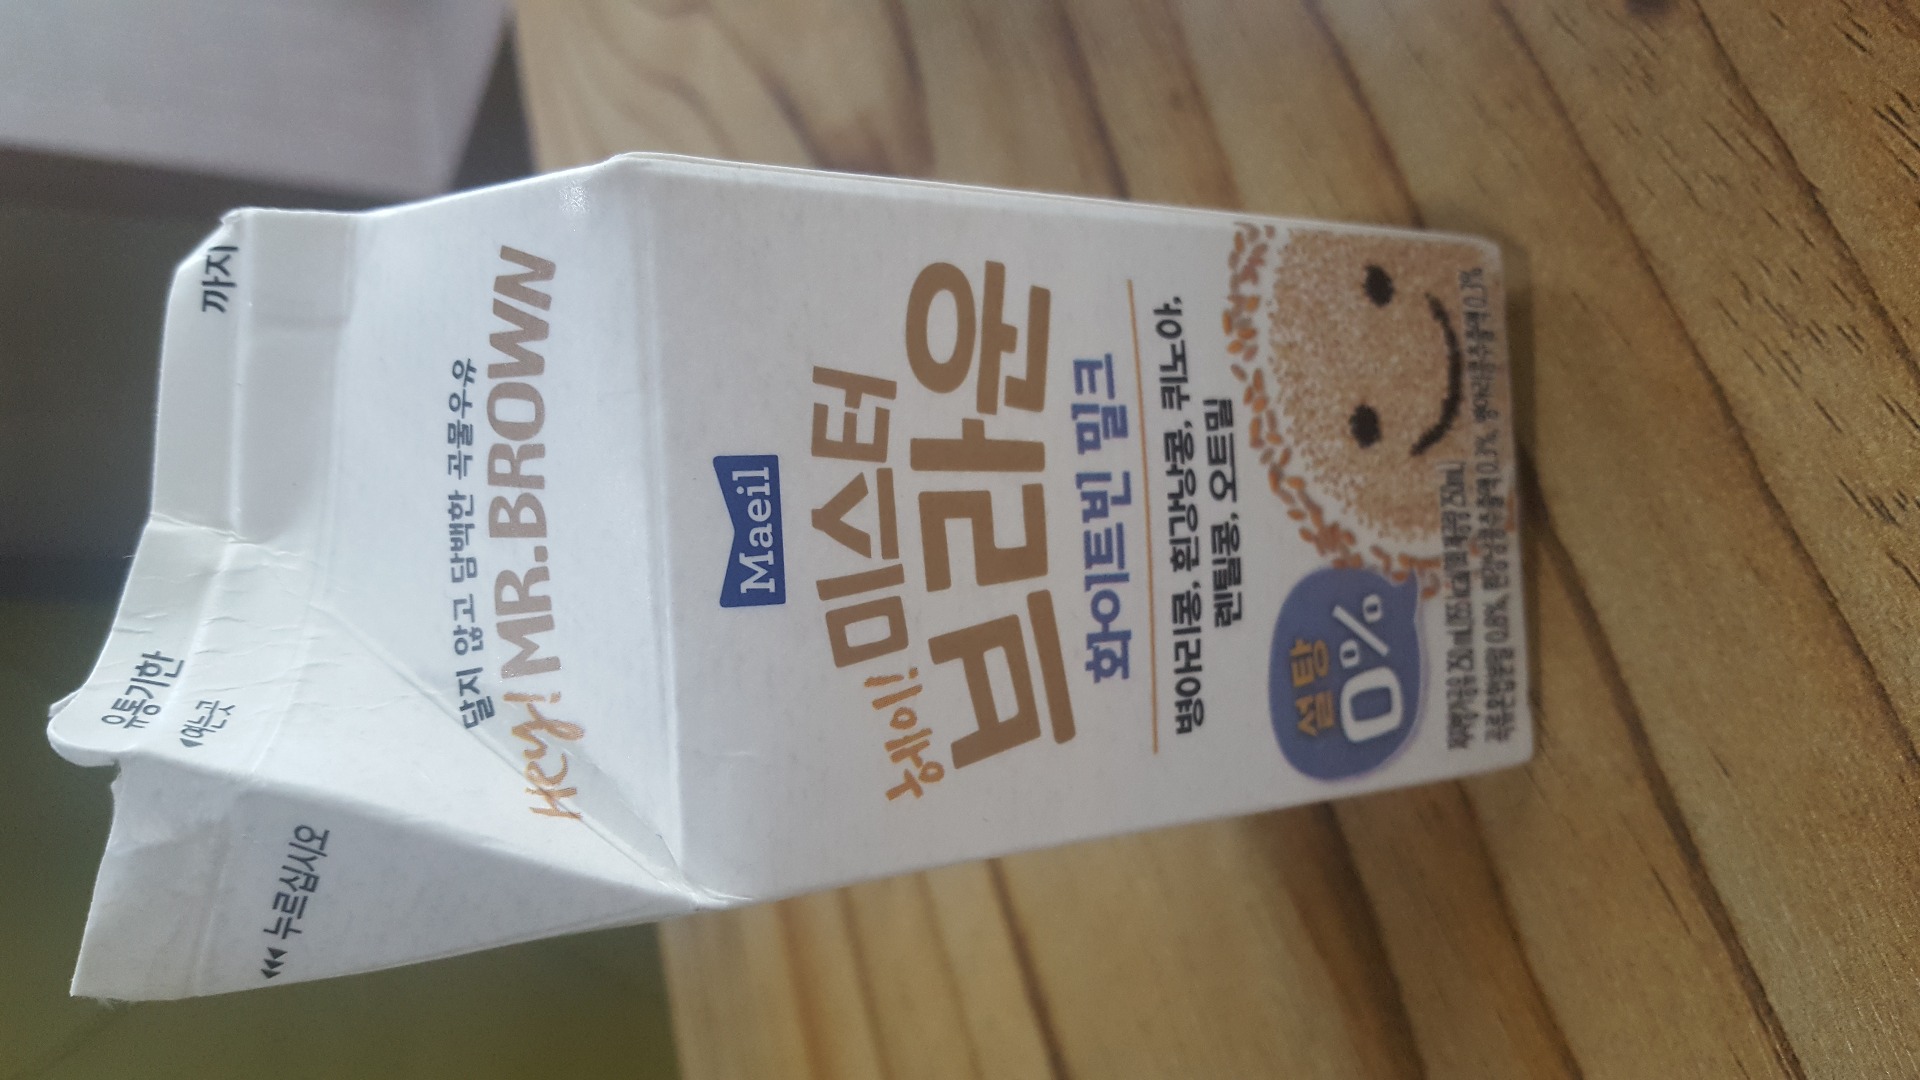 유통기한
까지
◀여는곳
◀◀◀ 누르십시오
달지 않고 담백한 곡물우유
Hey! MR.BROWN
Maeil
헤이! 미스터
브라운
화이트빈 밀크
병아리콩, 흰강낭콩, 퀴노아,
렌틸콩, 오트밀
설탕
0%